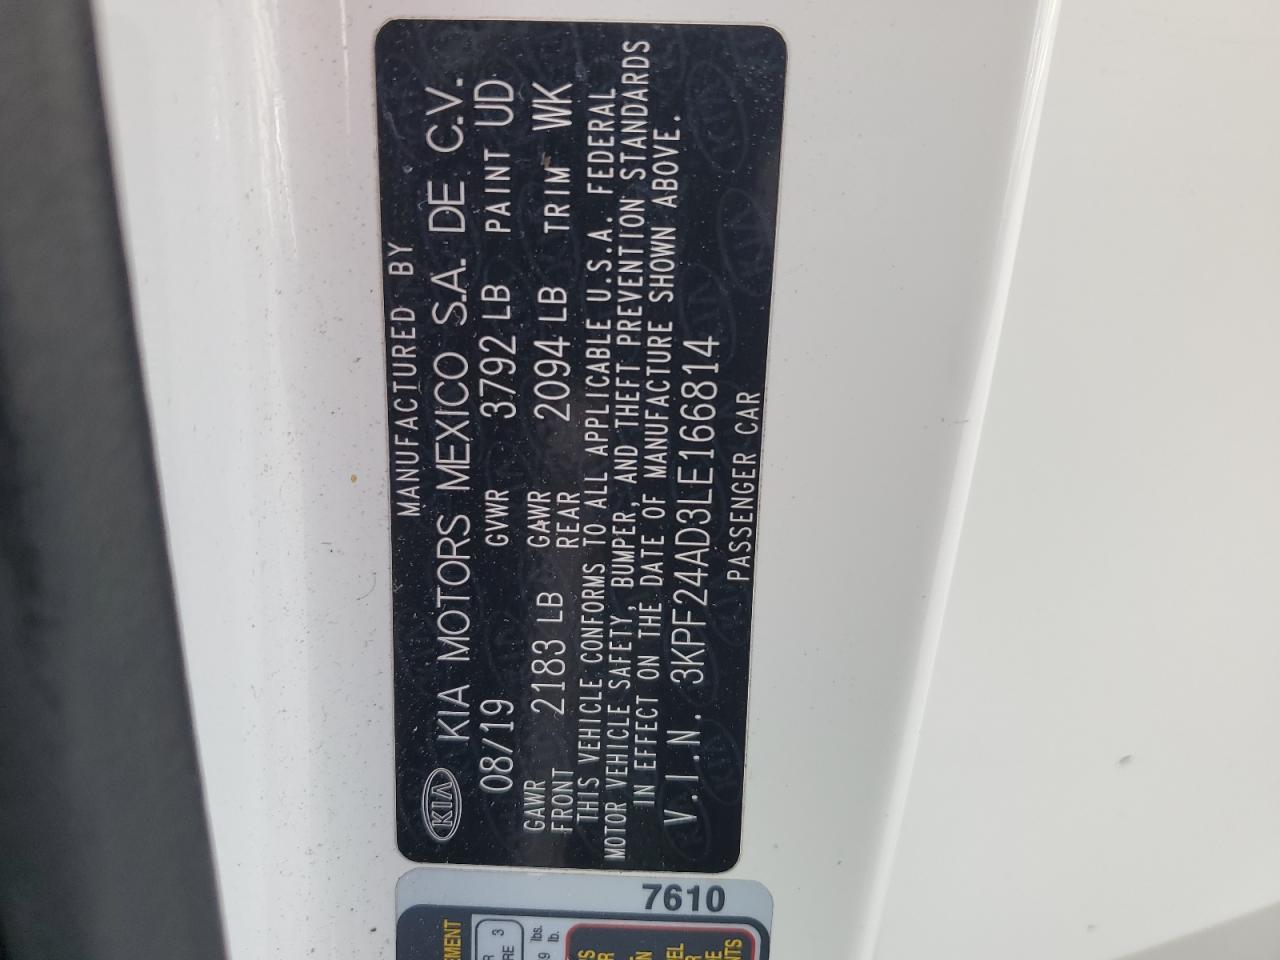 MANUFACTURED BY
KIA KIA MOTORS MEXICO S.A. DE C.V.
08/19 GVWR 3792 LB PAINT UD
GAWR FRONT 2183 LB GAWR REAR 2094 LB TRIM WK
THIS VEHICLE CONFORMS TO ALL APPLICABLE U.S.A. FEDERAL
MOTOR VEHICLE SAFETY, BUMPER, AND THEFT PREVENTION STANDARDS
IN EFFECT ON THE DATE OF MANUFACTURE SHOWN ABOVE.
V.I.N. 3KPF24AD3LE166814
PASSENGER CAR
7610